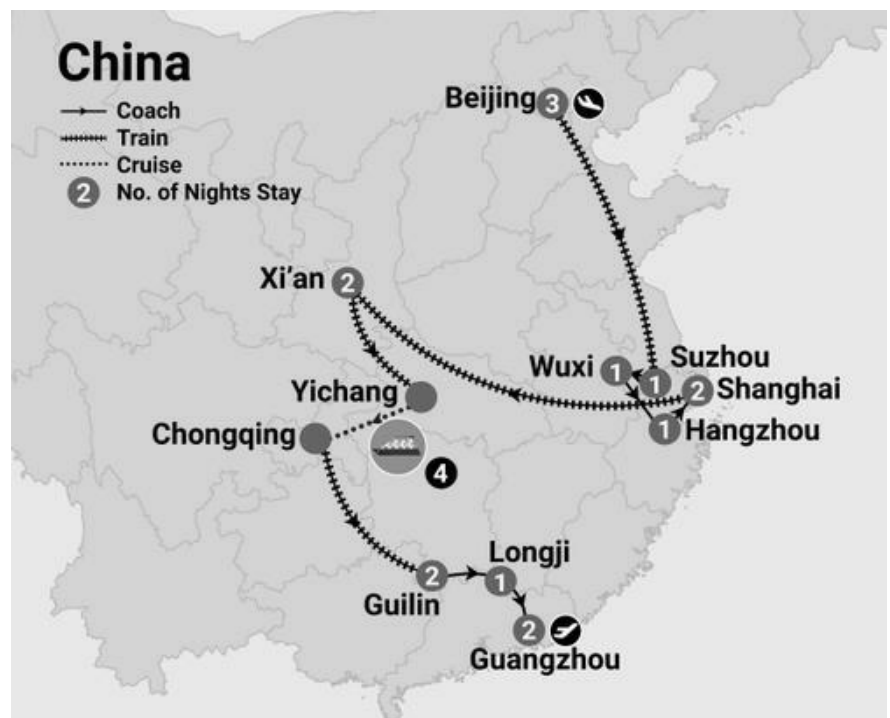 China
Coach
Train
Cruise
2 No. of Nights Stay
Beijing 3
Xi'an 2
Wuxi 1
Suzhou
1
Shanghai
2
Yichang
Hangzhou
1
Chongqing
4
Longji
1
2
Guilin
2
Guangzhou